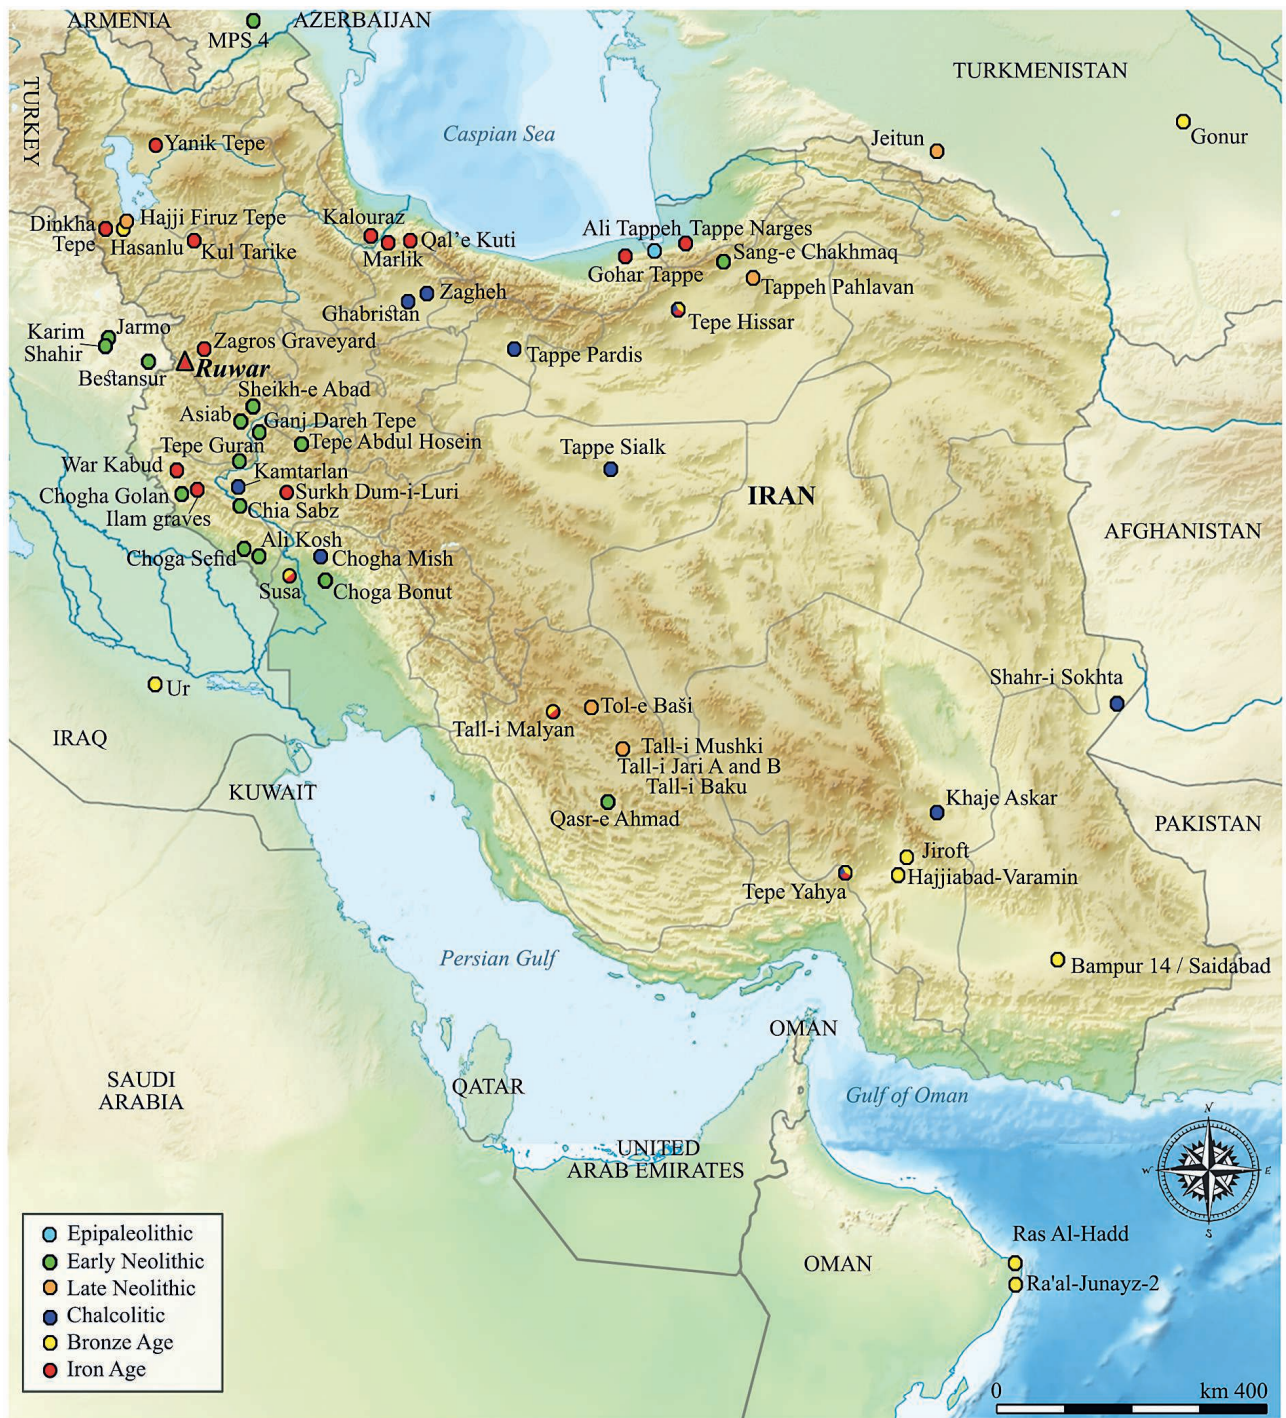 ARMENIA
AZERBAIJAN
MPS 4
TURKMENISTAN
TURKEY
Caspian Sea
Yanik Tepe
Jeitun
Gonur
Dinkha
Tepe
Hajji Firuz Tepe
Hasanlu
Kul Tarike
Kalouraz
Marlik
Qal’e Kuti
Ali Tappeh
Tappe Narges
Gohar Tappe
Sang-e Chakhmaq
Tappeh Pahlavan
Zagheh
Ghabristan
Tepe Hissar
Karim
Shahir
Jarmo
Bestansur
Zagros Graveyard
Ruwar
Tappe Pardis
Sheikh-e Abad
Asiab
Ganj Dareh Tepe
Tepe Guran
Tepe Abdul Hosein
Tappe Sialk
War Kabud
Kamtarlan
Chogha Golan
Surkh Dum-i-Luri
Ilam graves
Chia Sabz
IRAN
AFGHANISTAN
Ali Kosh
Choga Sefid
Chogha Mish
Susa
Choga Bonut
Ur
Shahr-i Sokhta
Tol-e Baši
Tall-i Malyan
IRAQ
Tall-i Mushki
Tall-i Jari A and B
Tall-i Baku
KUWAIT
Qasr-e Ahmad
Khaje Askar
PAKISTAN
Jiroft
Hajjiabad-Varamin
Tepe Yahya
Persian Gulf
Bampur 14 / Saidabad
OMAN
SAUDI
ARABIA
QATAR
Gulf of Oman
UNITED
ARAB EMIRATES
N
W
E
S
OMAN
Ras Al-Hadd
Ra'al-Junayz-2
Epipaleolithic
Early Neolithic
Late Neolithic
Chalcolitic
Bronze Age
Iron Age
0
km 400